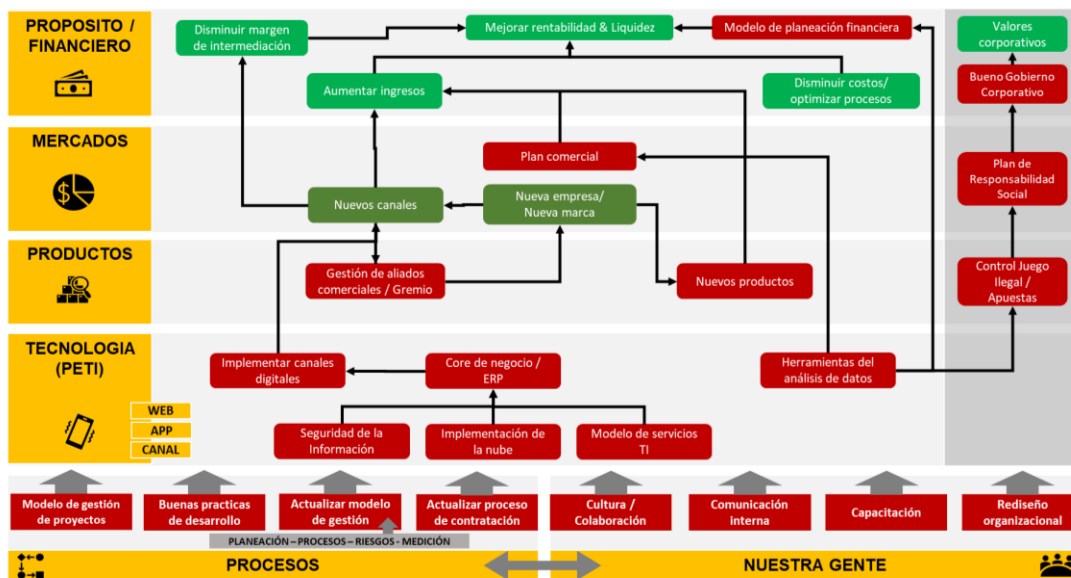 PROPOSITO /
FINANCIERO
Disminuir margen
de intermediación
Mejorar rentabilidad & Liquidez
Modelo de planeación financiera
Valores
corporativos
Aumentar ingresos
Disminuir costos/
optimizar procesos
Bueno Gobierno
Corporativo
MERCADOS
Plan comercial
Plan de
Responsabilidad
Social
Nuevos canales
Nueva empresa/
Nueva marca
PRODUCTOS
Gestión de aliados
comerciales / Gremio
Nuevos productos
Control Juego
Ilegal /
Apuestas
TECNOLOGIA
(PETI)
Implementar canales
digitales
Core de negocio /
ERP
Herramientas del
análisis de datos
WEB
APP
CANAL
Seguridad de la
Información
Implementación de
la nube
Modelo de servicios
TI
Modelo de gestión
de proyectos
Buenas practicas
de desarrollo
Actualizar modelo
de gestión
Actualizar proceso
de contratación
Cultura /
Colaboración
Comunicación
interna
Capacitación
Rediseño
organizacional
PLANEACIÓN – PROCESOS – RIESGOS - MEDICIÓN
PROCESOS
NUESTRA GENTE